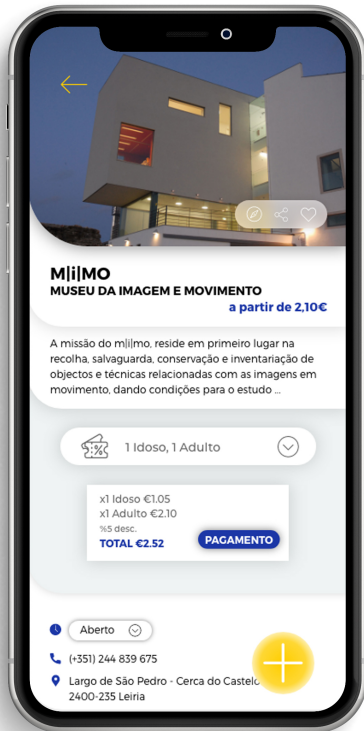 M|i|MO
MUSEU DA IMAGEM E MOVIMENTO
a partir de 2,10€
A missão do m|i|mo, reside em primeiro lugar na
recolha, salvaguarda, conservação e inventariação de
objectos e técnicas relacionadas com as imagens em
movimento, dando condições para o estudo ...
1 Idoso, 1 Adulto
x1 Idoso €1.05
x1 Adulto €2.10
%5 desc.
TOTAL €2.52
PAGAMENTO
Aberto
(+351) 244 839 675
Largo de São Pedro - Cerca do Castelo
2400-235 Leiria